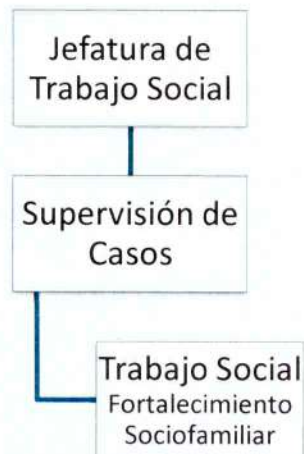 Jefatura de
Trabajo Social
Supervisión de
Casos
Trabajo Social
Fortalecimiento
Sociofamiliar